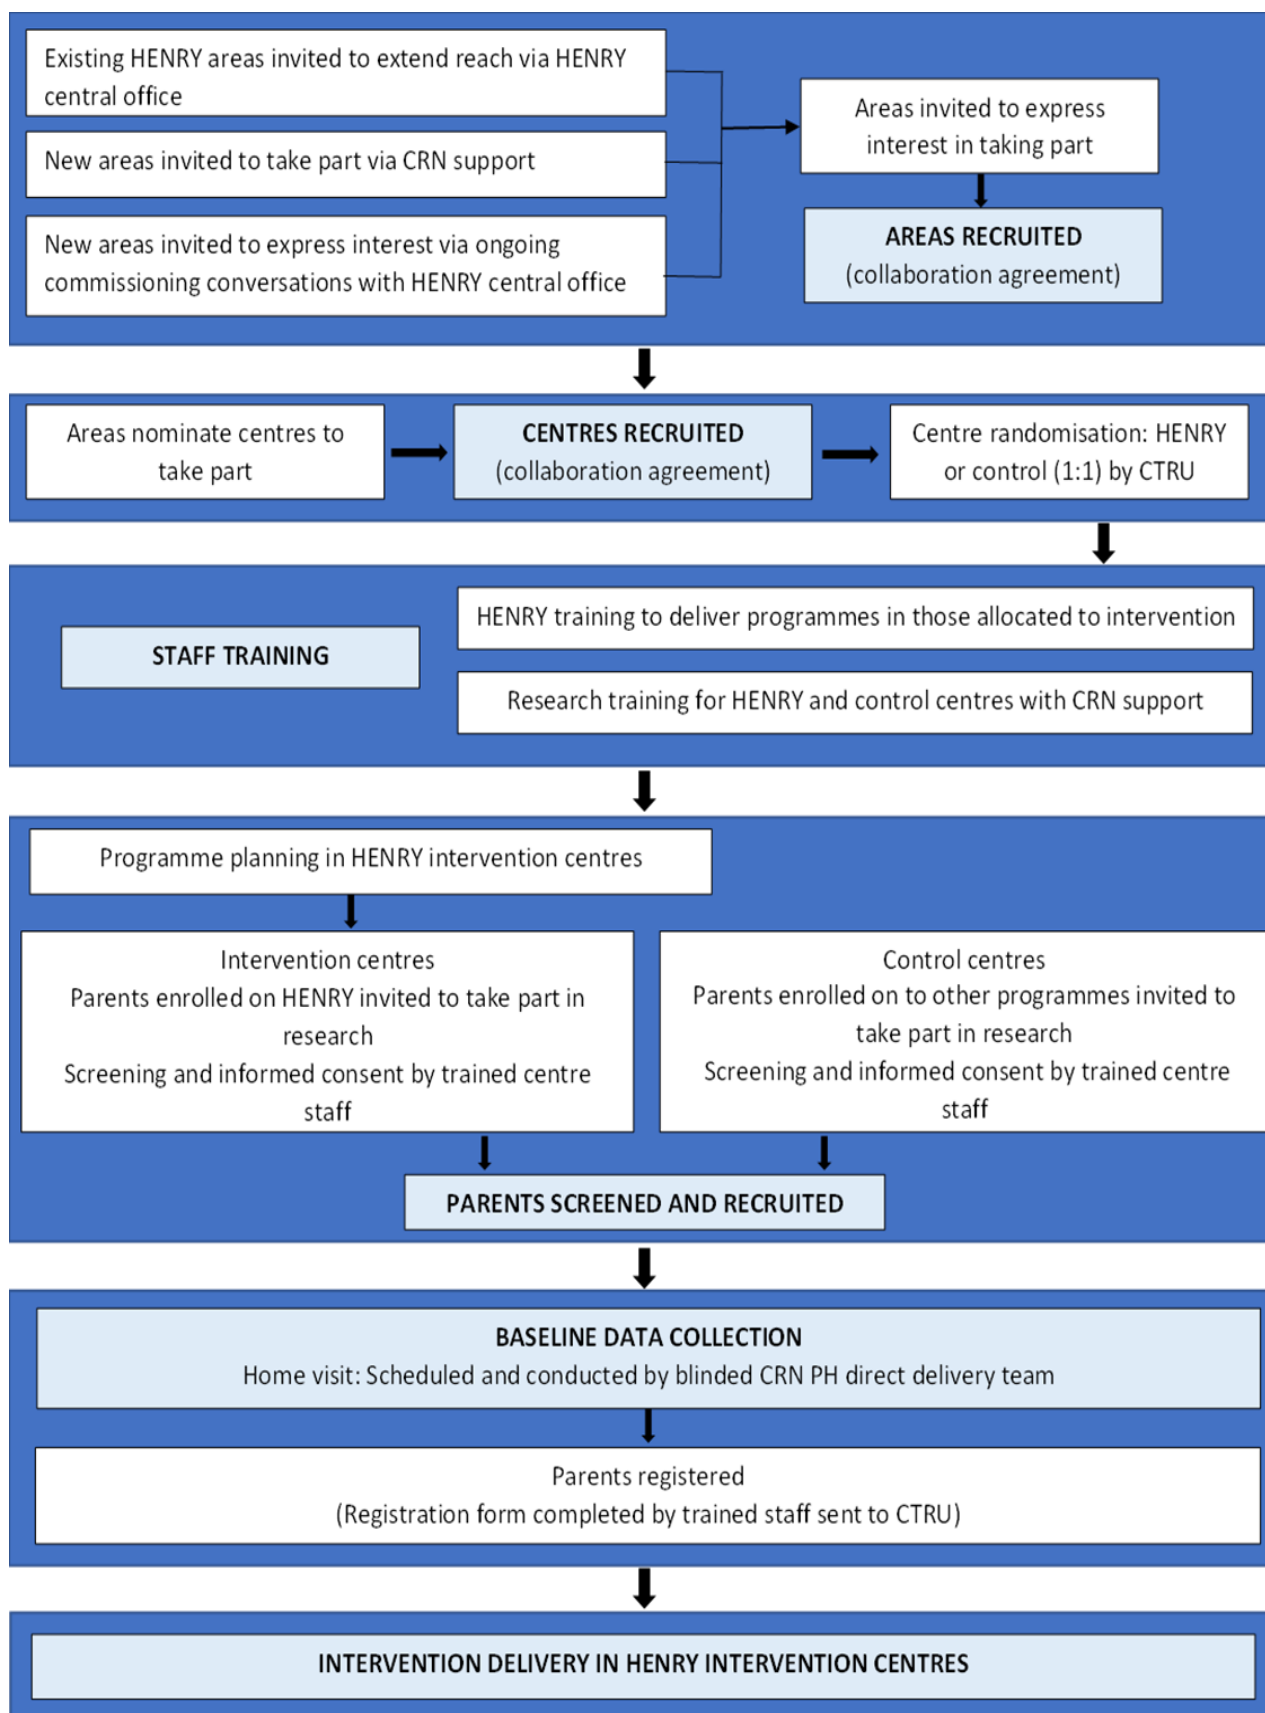 Existing HENRY areas invited to extend reach via HENRY
central office
New areas invited to take part via CRN support
New areas invited to express interest via ongoing
commissioning conversations with HENRY central office
Areas invited to express
interest in taking part
AREAS RECRUITED
(collaboration agreement)
Areas nominate centres to
take part
CENTRES RECRUITED
(collaboration agreement)
Centre randomisation: HENRY
or control (1:1) by CTRU
STAFF TRAINING
HENRY training to deliver programmes in those allocated to intervention
Research training for HENRY and control centres with CRN support
Programme planning in HENRY intervention centres
Intervention centres
Parents enrolled on HENRY invited to take part in
research
Screening and informed consent by trained centre
staff
Control centres
Parents enrolled on to other programmes invited to
take part in research
Screening and informed consent by trained centre
staff
PARENTS SCREENED AND RECRUITED
BASELINE DATA COLLECTION
Home visit: Scheduled and conducted by blinded CRN PH direct delivery team
Parents registered
(Registration form completed by trained staff sent to CTRU)
INTERVENTION DELIVERY IN HENRY INTERVENTION CENTRES